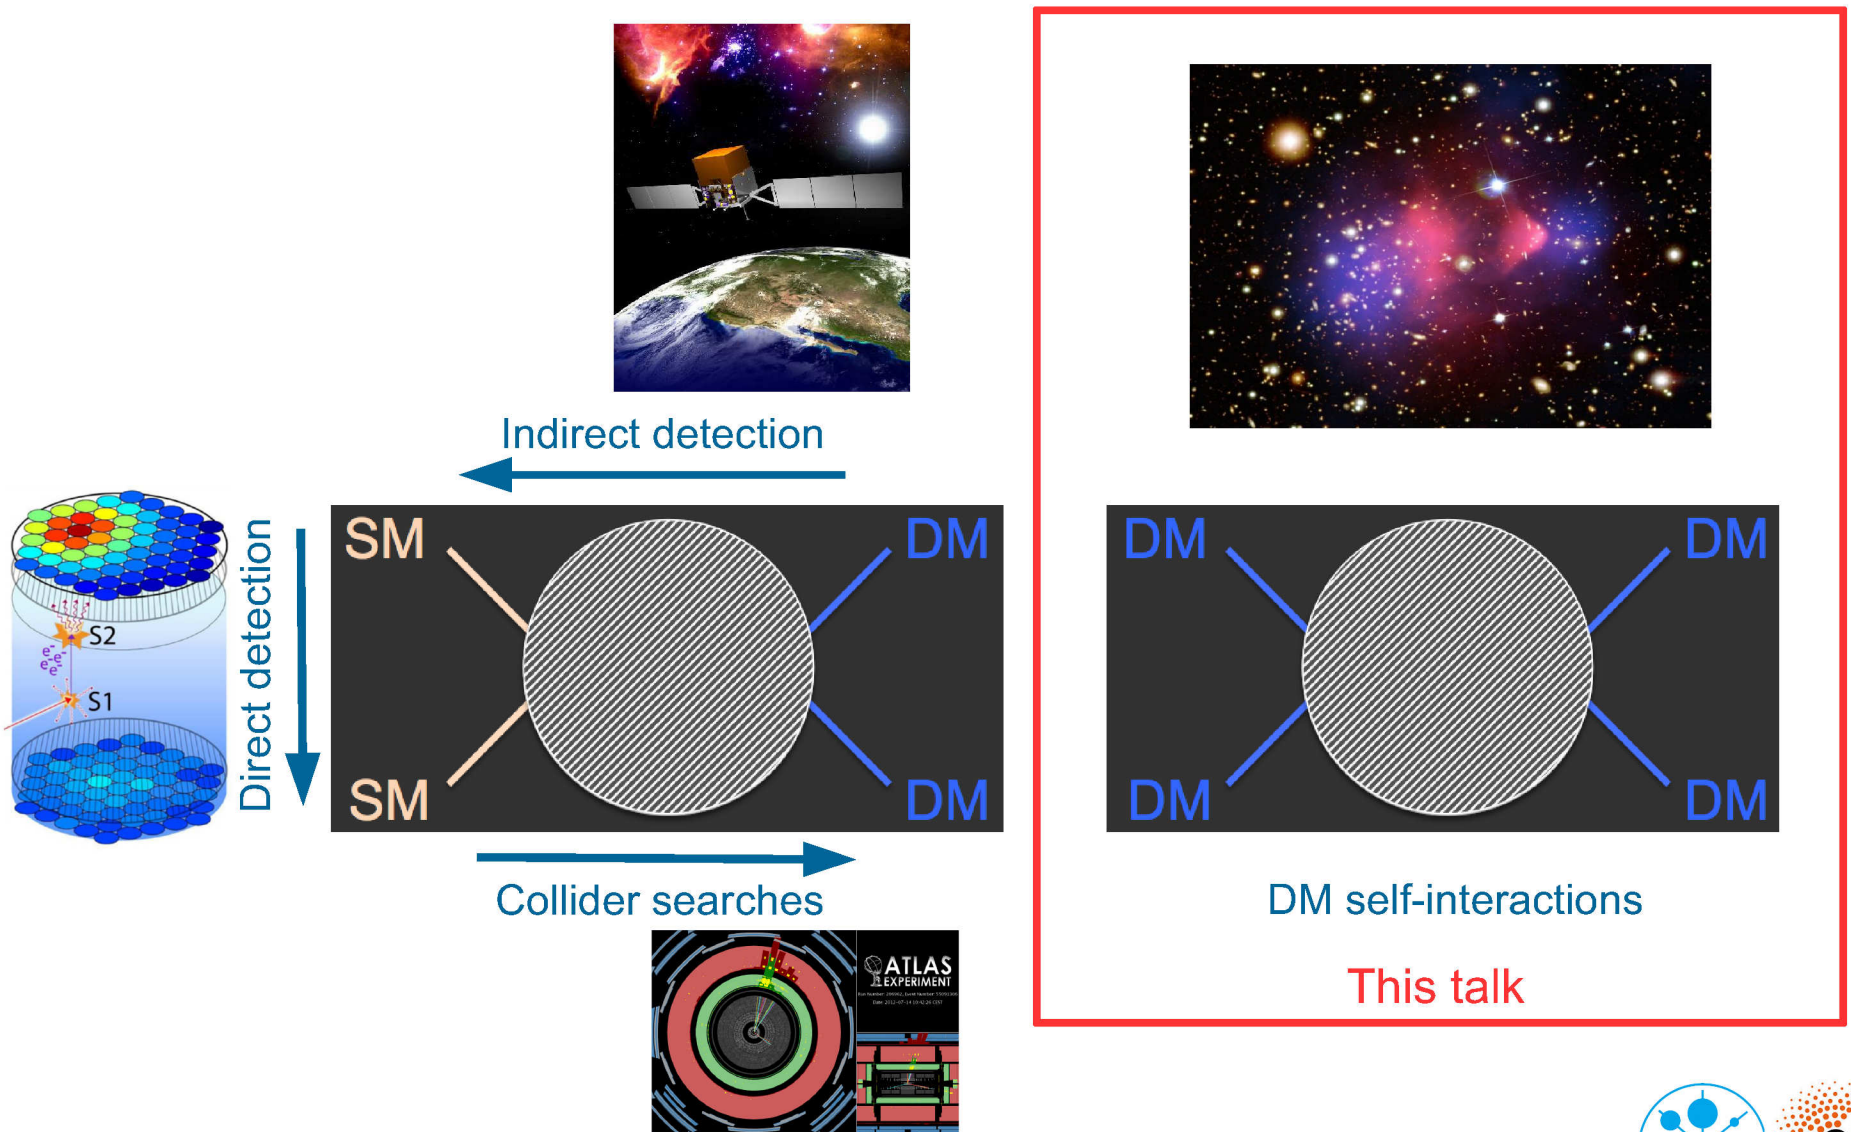 Indirect detection
Direct detection
S2
e-
e-
e-
e-
S1
SM
DM
SM
DM
Collider searches
ATLAS
EXPERIMENT
DM
DM
DM
DM
DM self-interactions
This talk